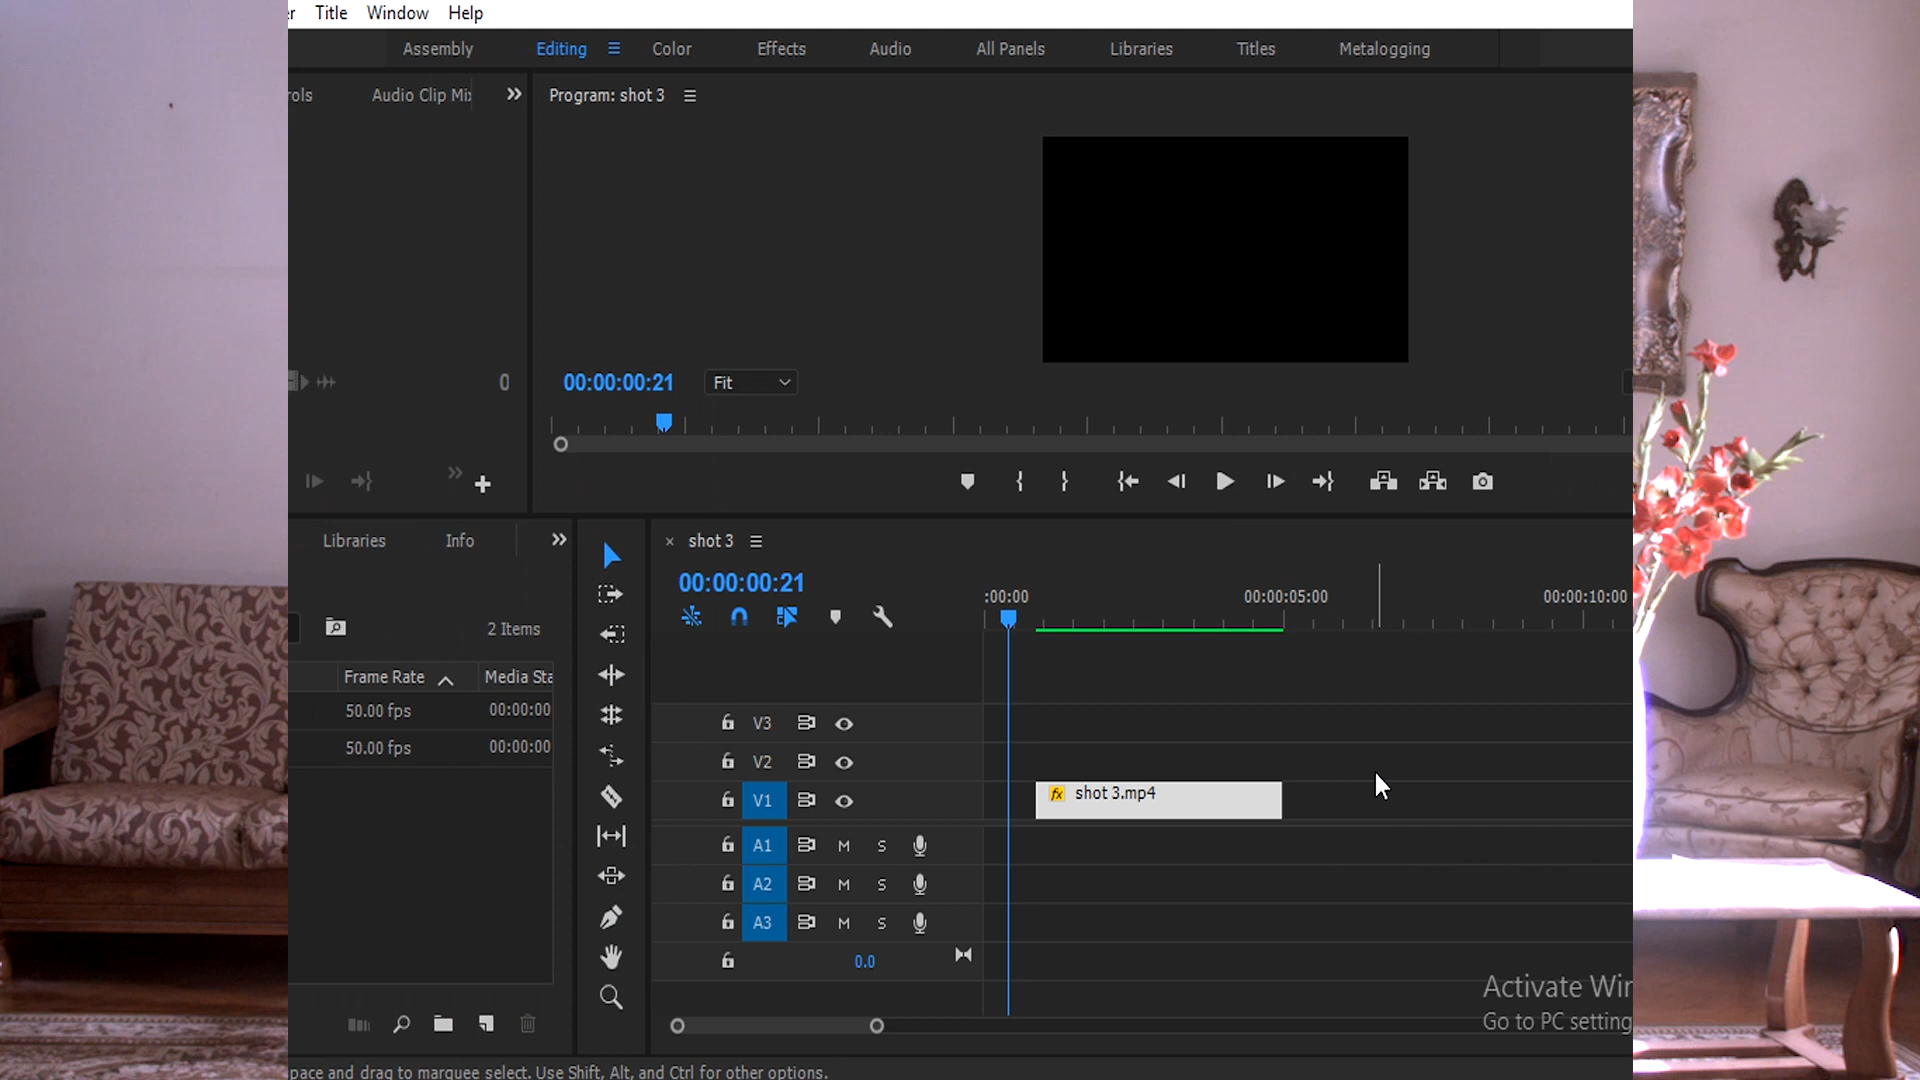 er Title Window Help
Assembly Editing Color Effects Audio All Panels Libraries Titles Metalogging
rols Audio Clip Mix Program: shot 3
0 00:00:00:21 Fit
Libraries Info
× shot 3
00:00:00:21
:00:00 00:00:05:00 00:00:10:00
2 Items
Frame Rate Media Sta
50.00 fps 00:00:00
50.00 fps 00:00:00
V3
V2
V1 fx shot 3.mp4
A1 M S
A2 M S
A3 M S
0.0
Activate Wi
Go to PC setting
pace and drag to marquee select. Use Shift, Alt, and Ctrl for other options.